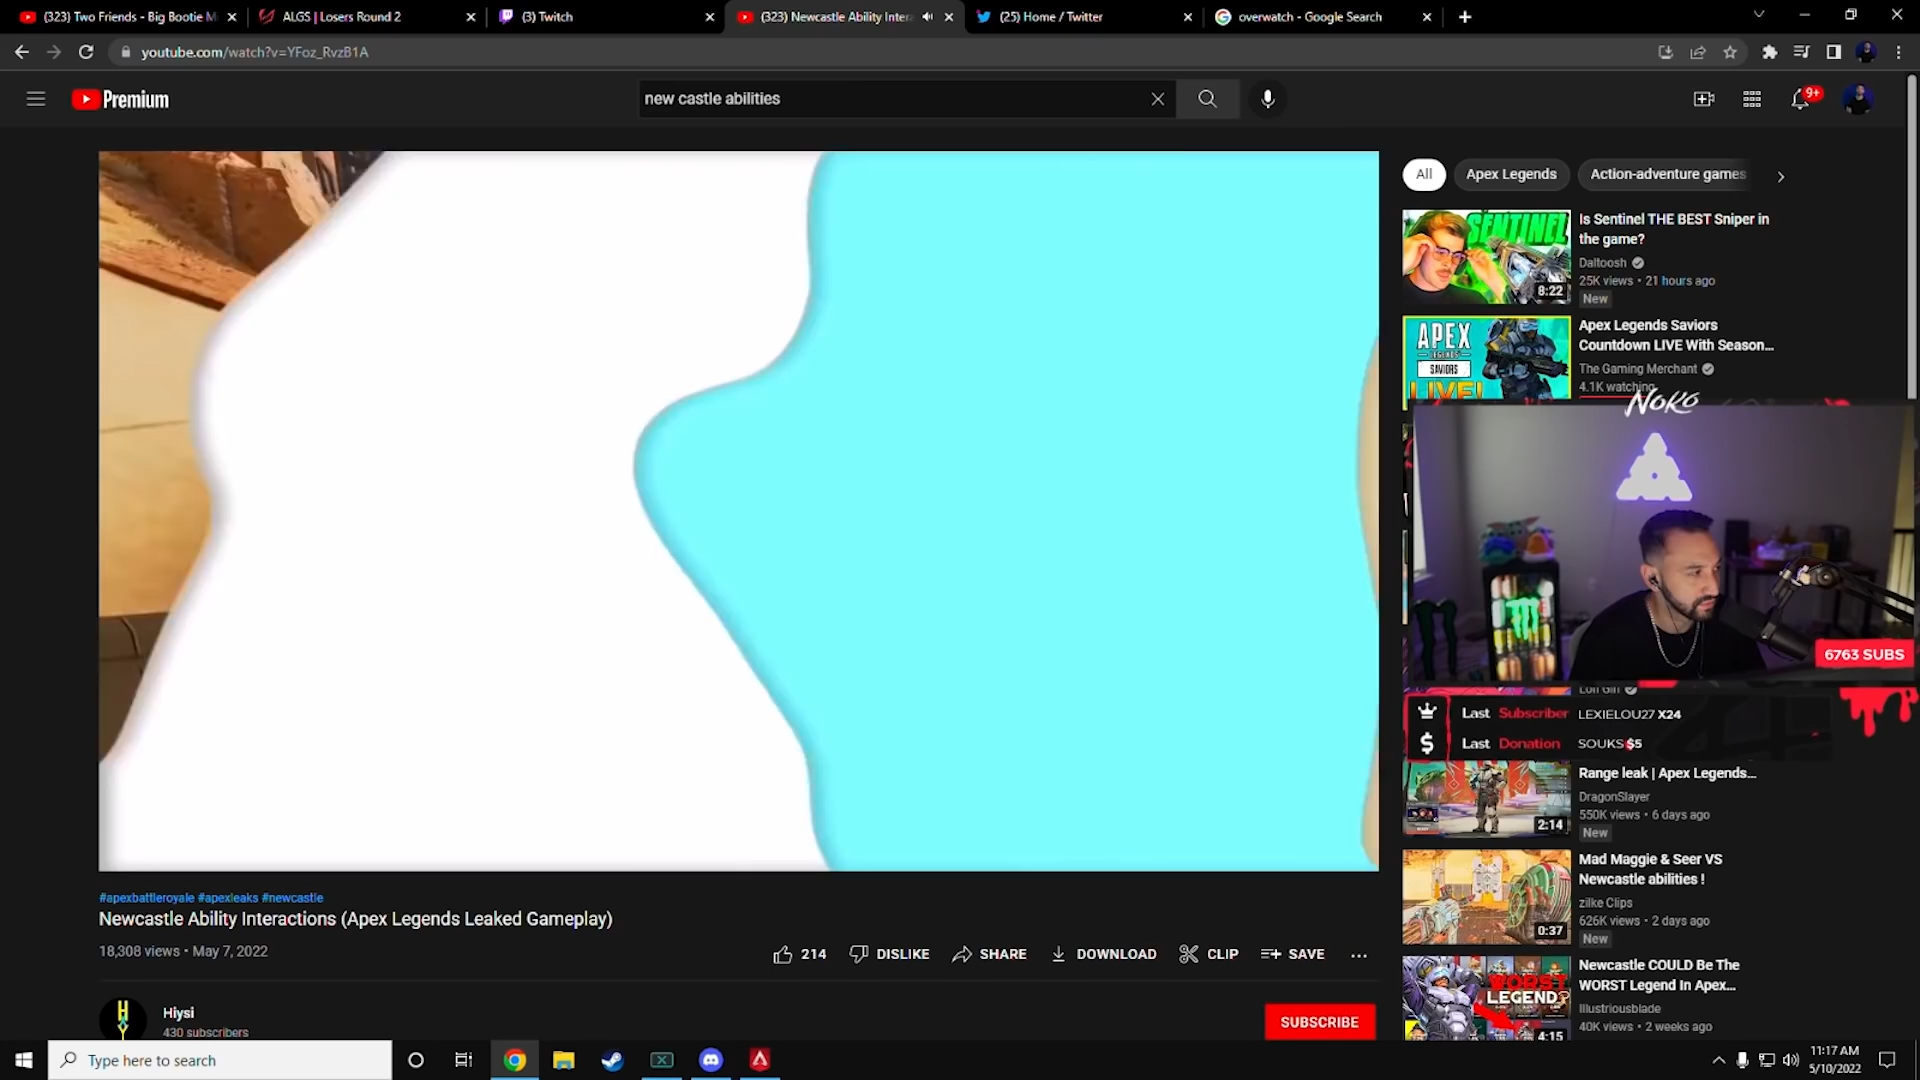 (323) Two Friends - Big Bootie M
ALGS | Losers Round 2
(3) Twitch
(323) Newcastle Ability Inter
(25) Home / Twitter
overwatch - Google Search
youtube.com/watch?v=YFoz_RvzB1A
Premium
new castle abilities
9+
All
Apex Legends
Action-adventure games
SENTINEL
8:22
Is Sentinel THE BEST Sniper in
the game?
Daltoosh
25K views • 21 hours ago
New
APEX
LEGENDS
SAVIORS
LIVE!
Apex Legends Saviors
Countdown LIVE With Season...
The Gaming Merchant
4.1K watching
NOKO
6763 SUBS
Lofi Girl
Last Subscriber LEXIELOU27 X24
Last Donation SOUKS $5
2:14
Range leak | Apex Legends...
DragonSlayer
550K views • 6 days ago
New
0:37
Mad Maggie & Seer VS
Newcastle abilities !
zilke Clips
626K views • 2 days ago
New
WORST
LEGEND?
4:15
Newcastle COULD Be The
WORST Legend In Apex...
Illustriousblade
40K views • 2 weeks ago
#apexbattleroyale #apexleaks #newcastle
Newcastle Ability Interactions (Apex Legends Leaked Gameplay)
18,308 views • May 7, 2022
214
DISLIKE
SHARE
DOWNLOAD
CLIP
SAVE
Hiysi
430 subscribers
SUBSCRIBE
Type here to search
11:17 AM
5/10/2022